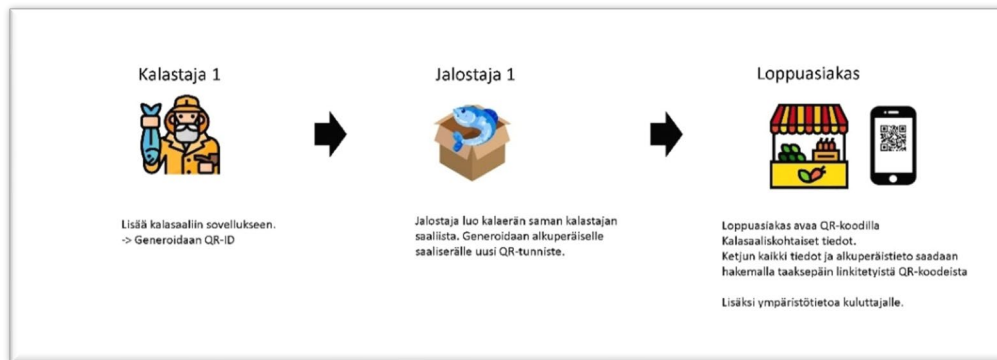 Kalastaja 1
Lisää kalasaaliin sovellukseen.
-> Generoidaan QR-ID
Jalostaja 1
Jalostaja luo kalaerän saman kalastajan
saaliista. Generoidaan alkuperäiselle
saaliserälle uusi QR-tunniste.
Loppuasiakas
Loppuasiakas avaa QR-koodilla
Kalasaaliskohtaiset tiedot.
Ketjun kaikki tiedot ja alkuperäistieto saadaan
hakemalla taaksepäin linkitetyistä QR-koodeista
Lisäksi ympäristötietoa kuluttajalle.